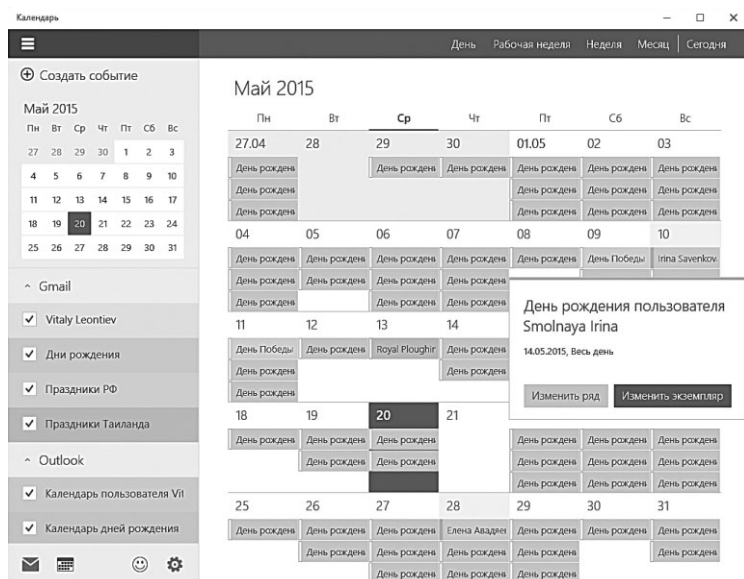 Календарь
День Рабочая неделя Неделя Месяц Сегодня
Создать событие
Май 2015
Пн Вт Ср Чт Пт Сб Вс
27 28 29 30 1 2 3
4 5 6 7 8 9 10
11 12 13 14 15 16 17
18 19 20 21 22 23 24
25 26 27 28 29 30 31
Gmail
Vitaly Leontiev
Дни рождения
Праздники РФ
Праздники Таиланда
Outlook
Календарь пользователя Vit
Календарь дней рождения
Май 2015
Пн Вт Ср Чт Пт Сб Вс
27.04 28 29 30 01.05 02 03
День рожден День рожден День рожден День рожден День рожден День рожден
День рожден День рожден День рожден День рожден
День рожден День рожден День рожден День рожден
04 05 06 07 08 09 10
День рожден День рожден День рожден День рожден День рожден День Победы Irina Savenkov
День рожден День рожден День рожден День рожден
День рожден День рожден День рожден
11 12 13 14
День Победы День рожден Royal Ploughin День рожден
День рожден День рожден
День рожден
День рождения пользователя
Smolnaya Irina
14.05.2015, Весь день
Изменить ряд Изменить экземпляр
18 19 20 21
День рожден День рожден День рожден День рожден День рожден День рожден
День рожден День рожден День рожден День рожден День рожден
День рожден День рожден День рожден
25 26 27 28 29 30 31
День рожден День рожден День рожден Елена Авадяе День рожден День рожден День рожден
День рожден День рожден День рожден День рожден День рожден
День рожден День рожден День рожден